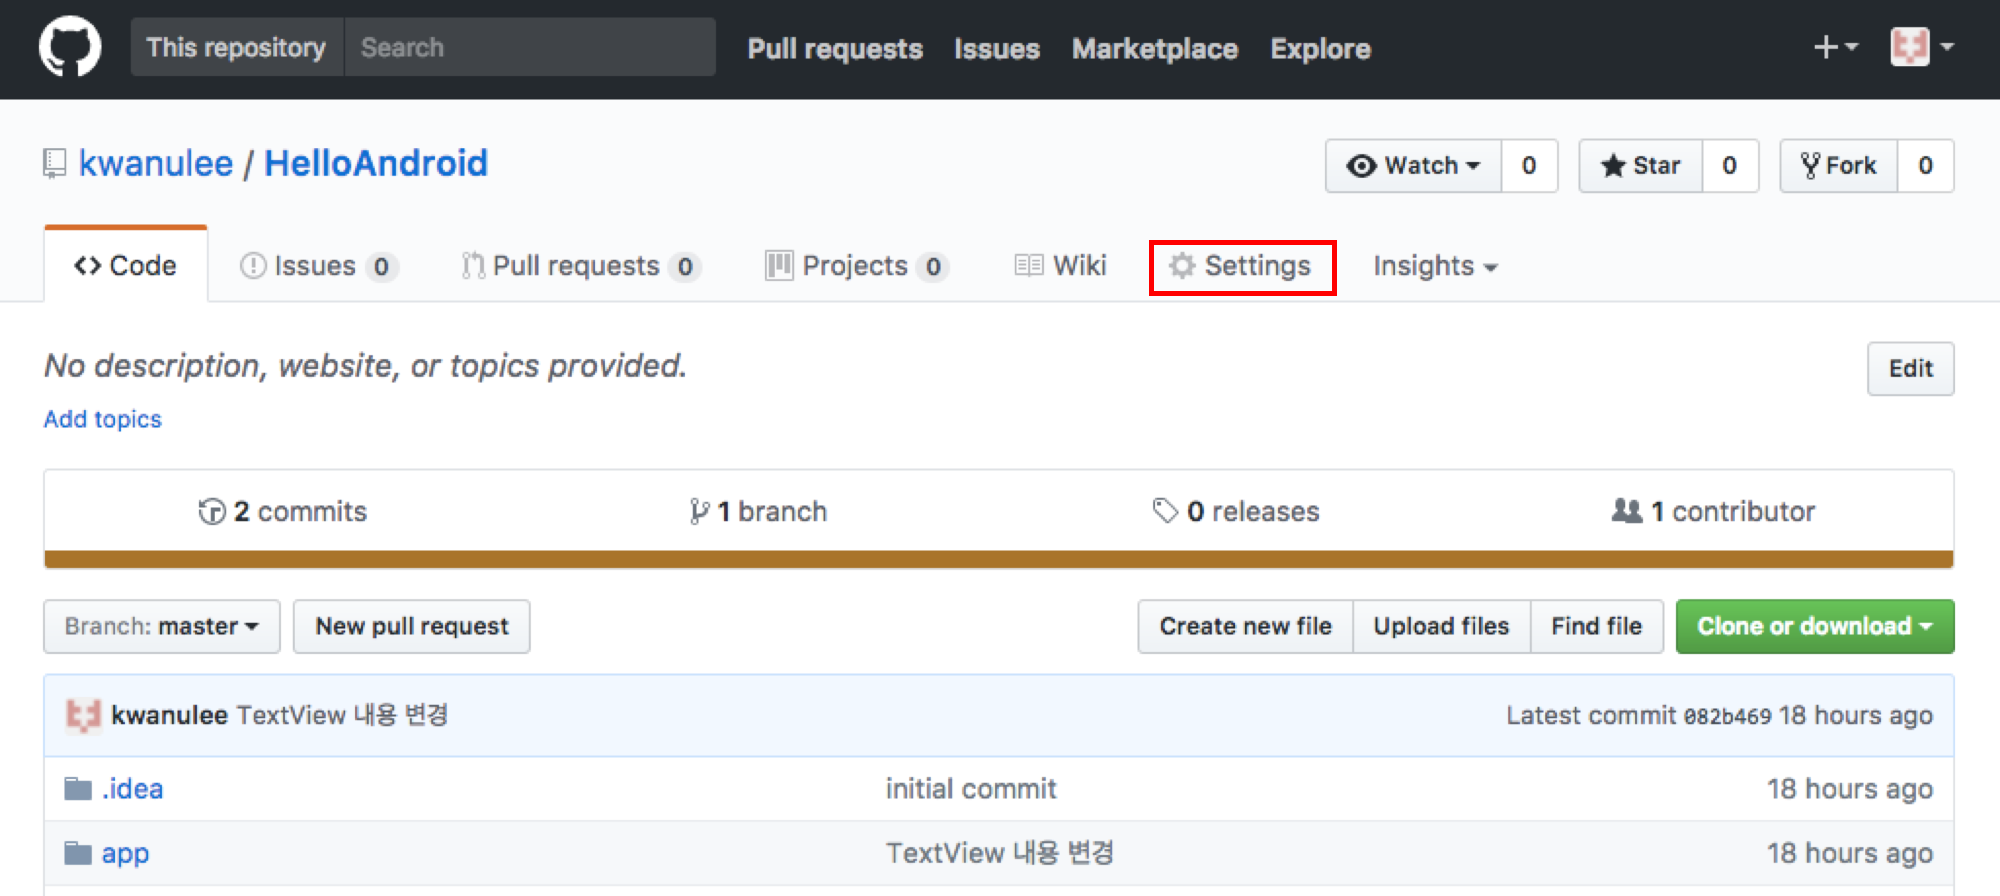 This repository Search Pull requests Issues Marketplace Explore
kwanulee / HelloAndroid Watch 0 Star 0 Fork 0
Code Issues 0 Pull requests 0 Projects 0 Wiki Settings Insights
No description, website, or topics provided. Edit
Add topics
2 commits 1 branch 0 releases 1 contributor
Branch: master New pull request Create new file Upload files Find file Clone or download
kwanulee TextView 내용 변경 Latest commit 082b469 18 hours ago
.idea initial commit 18 hours ago
app TextView 내용 변경 18 hours ago